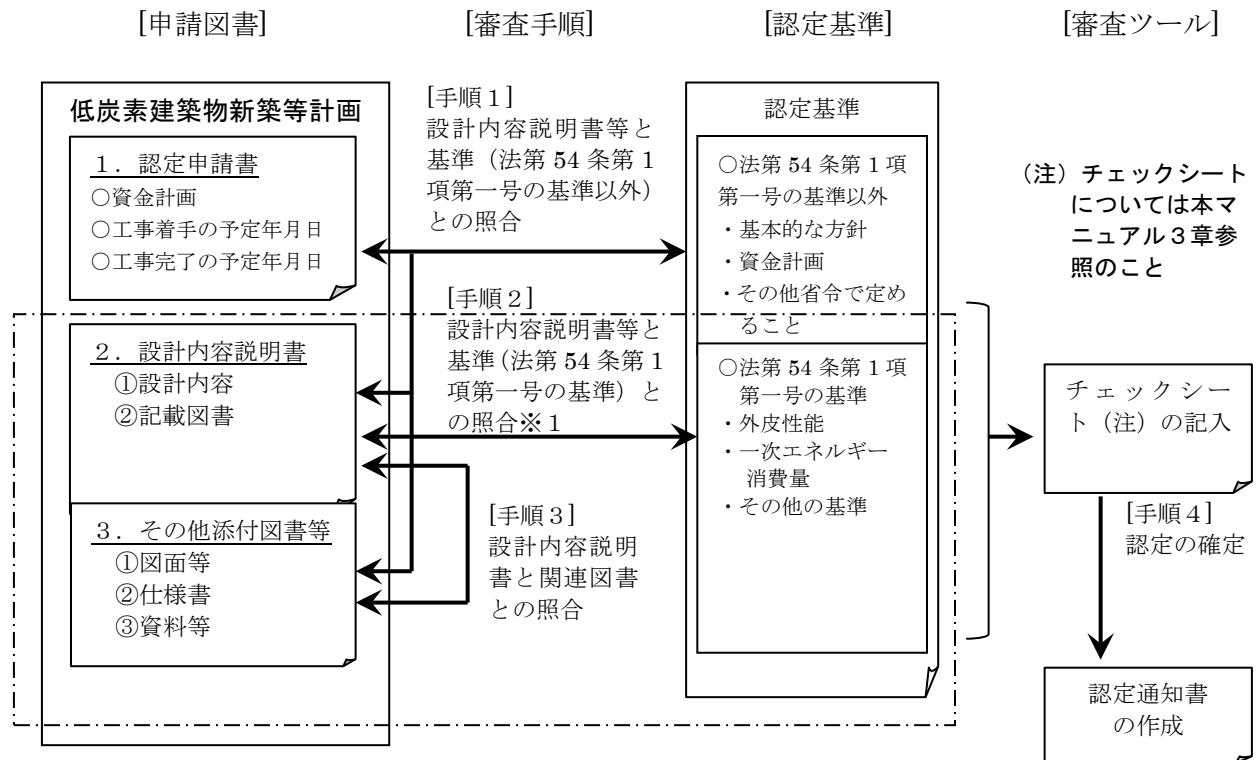 [申請図書]
[審査手順]
[認定基準]
[審査ツール]
低炭素建築物新築等計画
１．認定申請書
○資金計画
○工事着手の予定年月日
○工事完了の予定年月日
２．設計内容説明書
①設計内容
②記載図書
３．その他添付図書等
①図面等
②仕様書
③資料等
[手順１]
設計内容説明書等と
基準（法第 54 条第１
項第一号の基準以外）
との照合
[手順２]
設計内容説明書等と
基準（法第 54 条第１
項第一号の基準）と
の照合※１
[手順３]
設計内容説明
書と関連図書
との照合
認定基準
○法第 54 条第１項
第一号の基準以外
・基本的な方針
・資金計画
・その他省令で定め
ること
○法第 54 条第１項
第一号の基準
・外皮性能
・一次エネルギー
消費量
・その他の基準
（注）チェックシート
については本マ
ニュアル３章参
照のこと
チェックシー
ト（注）の記入
[手順４]
認定の確定
認定通知書
の作成